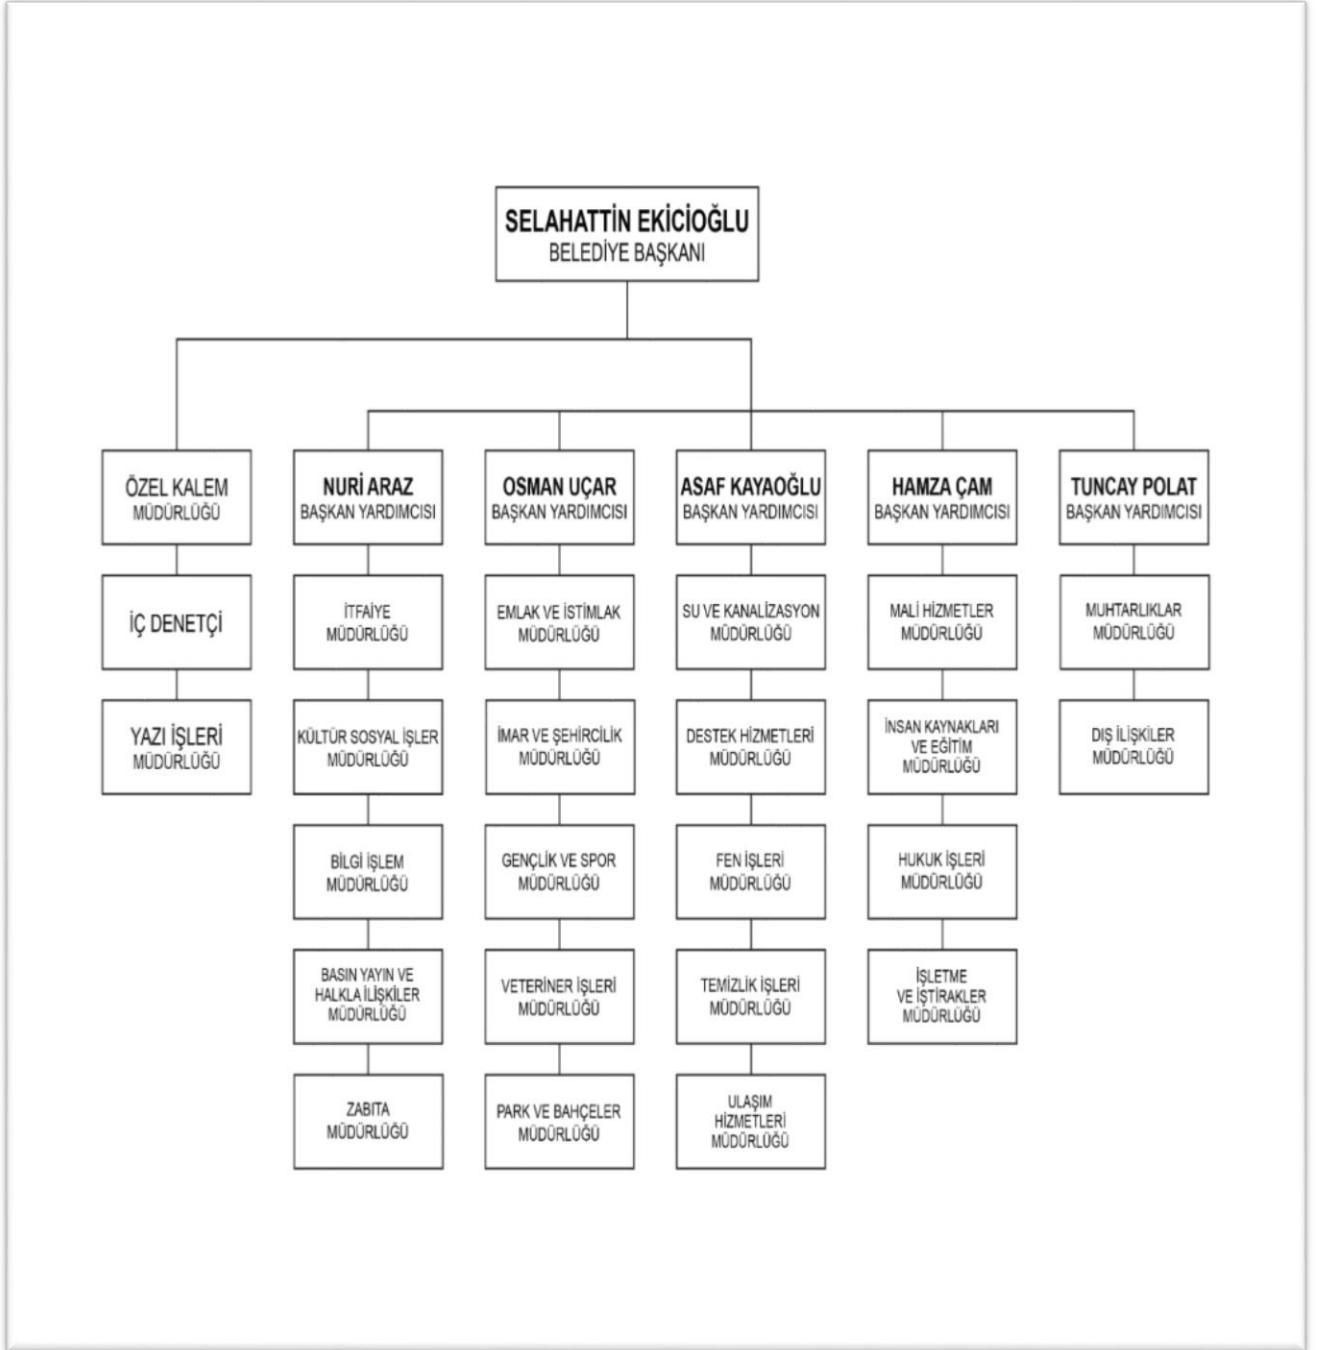 SELAHATTİN EKİCİOĞLU
BELEDİYE BAŞKANI
ÖZEL KALEM
MÜDÜRLÜĞÜ
İÇ DENETÇİ
YAZI İŞLERİ
MÜDÜRLÜĞÜ
NURİ ARAZ
BAŞKAN YARDIMCISI
İTFAİYE
MÜDÜRLÜĞÜ
KÜLTÜR SOSYAL İŞLER
MÜDÜRLÜĞÜ
BİLGİ İŞLEM
MÜDÜRLÜĞÜ
BASIN YAYIN VE
HALKLA İLİŞKİLER
MÜDÜRLÜĞÜ
ZABITA
MÜDÜRLÜĞÜ
OSMAN UÇAR
BAŞKAN YARDIMCISI
EMLAK VE İSTİMLAK
MÜDÜRLÜĞÜ
İMAR VE ŞEHİRCİLİK
MÜDÜRLÜĞÜ
GENÇLİK VE SPOR
MÜDÜRLÜĞÜ
VETERİNER İŞLERİ
MÜDÜRLÜĞÜ
PARK VE BAHÇELER
MÜDÜRLÜĞÜ
ASAF KAYAOĞLU
BAŞKAN YARDIMCISI
SU VE KANALİZASYON
MÜDÜRLÜĞÜ
DESTEK HİZMETLERİ
MÜDÜRLÜĞÜ
FEN İŞLERİ
MÜDÜRLÜĞÜ
TEMİZLİK İŞLERİ
MÜDÜRLÜĞÜ
ULAŞIM
HİZMETLERİ
MÜDÜRLÜĞÜ
HAMZA ÇAM
BAŞKAN YARDIMCISI
MALİ HİZMETLER
MÜDÜRLÜĞÜ
İNSAN KAYNAKLARI
VE EĞİTİM
MÜDÜRLÜĞÜ
HUKUK İŞLERİ
MÜDÜRLÜĞÜ
İŞLETME
VE İŞTİRAKLER
MÜDÜRLÜĞÜ
TUNCAY POLAT
BAŞKAN YARDIMCISI
MUHTARLIKLAR
MÜDÜRLÜĞÜ
DIŞ İLİŞKİLER
MÜDÜRLÜĞÜ